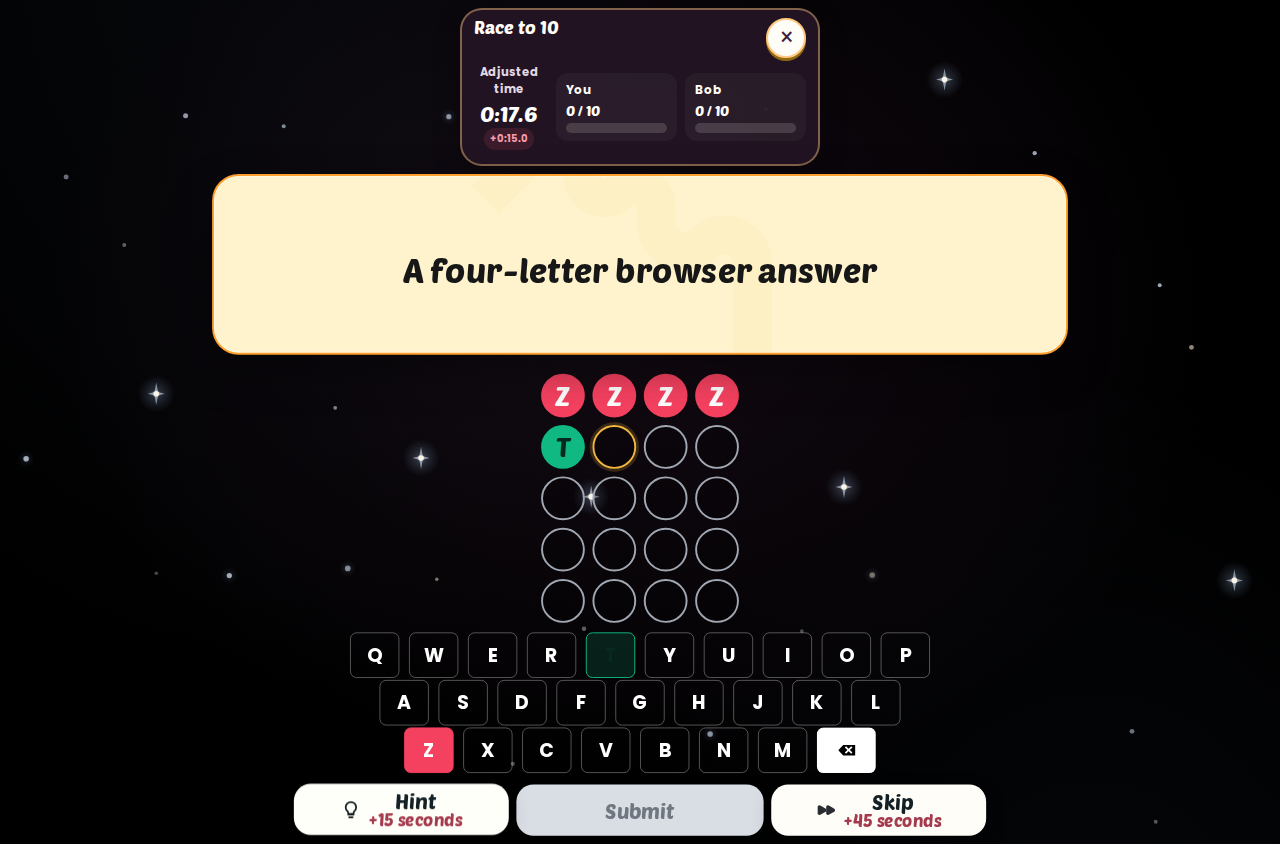 Race to 10
×
Adjusted
time
0:17.6
+0:15.0
You
0 / 10
Bob
0 / 10
A four-letter browser answer
Z Z Z Z
T
Q W E R T Y U I O P
A S D F G H J K L
Z X C V B N M
Hint
+15 seconds
Submit
Skip
+45 seconds